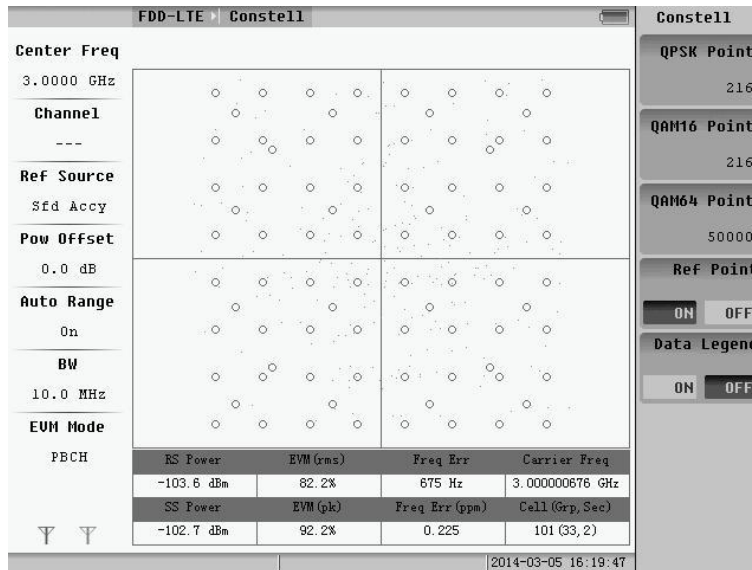 FDD-LTE Constell
Constell
Center Freq
3.0000 GHz
Channel
---
Ref Source
Sfd Accy
Pow Offset
0.0 dB
Auto Range
On
BW
10.0 MHz
EVM Mode
PBCH
RS Power EVM(rms) Freq Err Carrier Freq
-103.6 dBm 82.2% 675 Hz 3.000000676 GHz
SS Power EVM(pk) Freq Err(ppm) Cell(Grp,Sec)
-102.7 dBm 92.2% 0.225 101(33,2)
2014-03-05 16:19:47
QPSK Point
216
QAM16 Point
216
QAM64 Point
50000
Ref Point
ON OFF
Data Legend
ON OFF